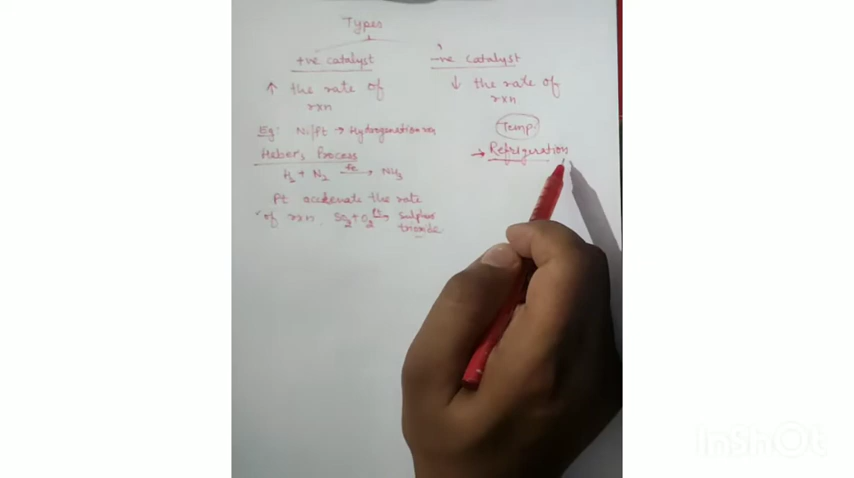 Types
+ve catalyst
↑ the rate of
rxn
Eg: Ni/Pt → Hydrogenation rxn
Haber's Process
H2 + N2 Fe→ NH3
Pt accelerate the rate
of rxn. SO2 + O2 Pt→ Sulphur
trioxide
-ve catalyst
↓ the rate of
rxn
Temp.
→ Refrigeration
inshot